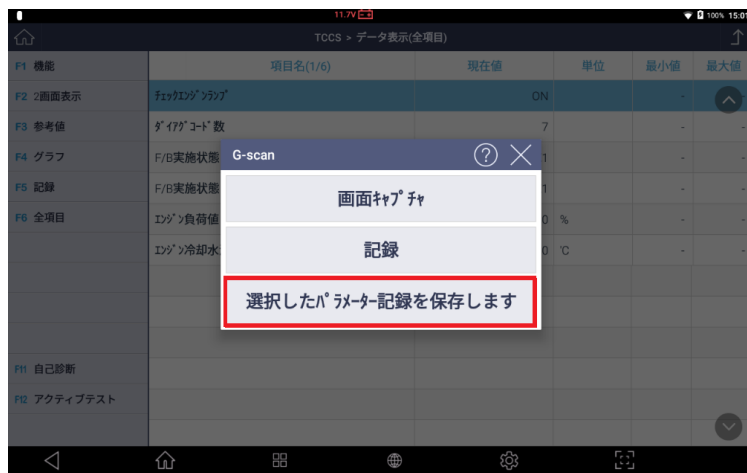 11.7V
100% 15:01
TCCS > データ表示(全項目)
F1 機能
項目名(1/6) 現在値 単位 最小値 最大値
F2 2画面表示
ﾁｪｯｸｴﾝｼﾞﾝﾗﾝﾌﾟ ON -
F3 参考値
ﾀﾞｲｱｸﾞｺｰﾄﾞ数 7 - -
F4 グラフ
F/B実施状態 1 - -
F5 記録
F/B実施状態 1 - -
F6 全項目
ｴﾝｼﾞﾝ負荷値 0 % - -
ｴﾝｼﾞﾝ冷却水 0 ℃ - -
G-scan ?
画面ｷｬﾌﾟﾁｬ
記録
選択したﾊﾟﾗﾒｰﾀｰ記録を保存します
F11 自己診断
F12 アクティブテスト